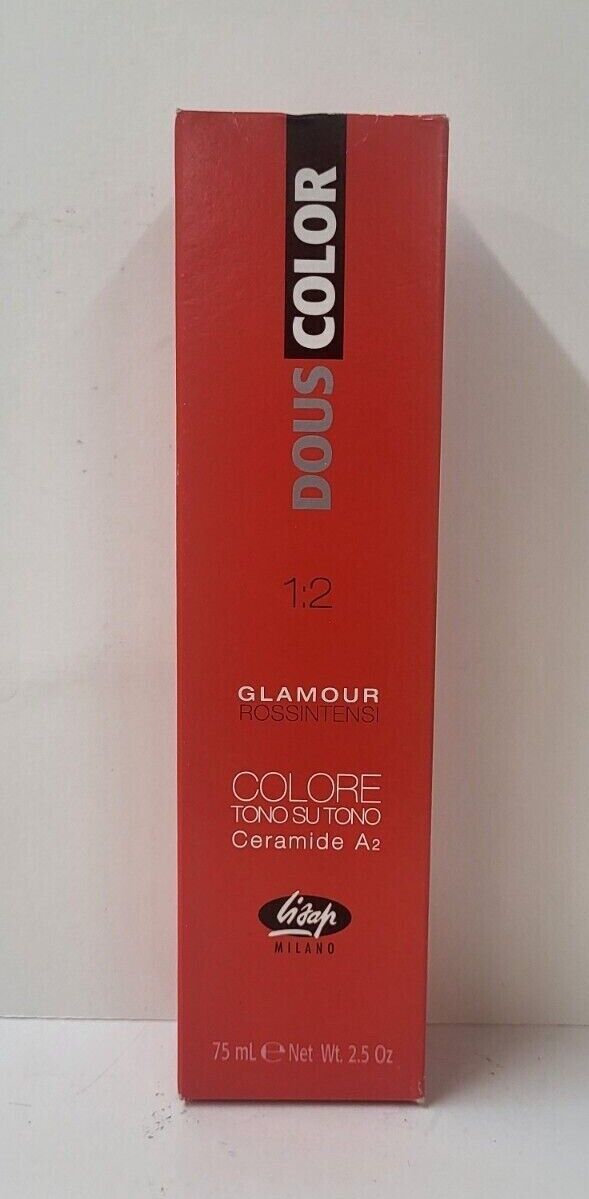 DOUS COLOR
1:2
GLAMOUR
ROSSINTENSI
COLORE
TONO SU TONO
Ceramide A2
Lisap
MILANO
75 mL ℮ Net Wt. 2.5 Oz